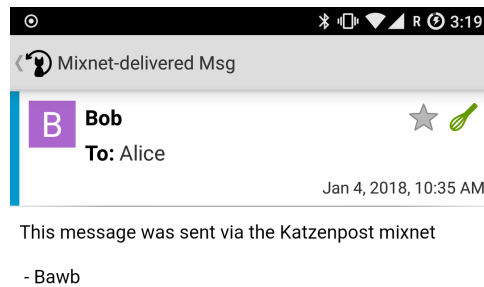 R 3:19
Mixnet-delivered Msg
B
Bob
To: Alice
Jan 4, 2018, 10:35 AM
This message was sent via the Katzenpost mixnet
- Bawb